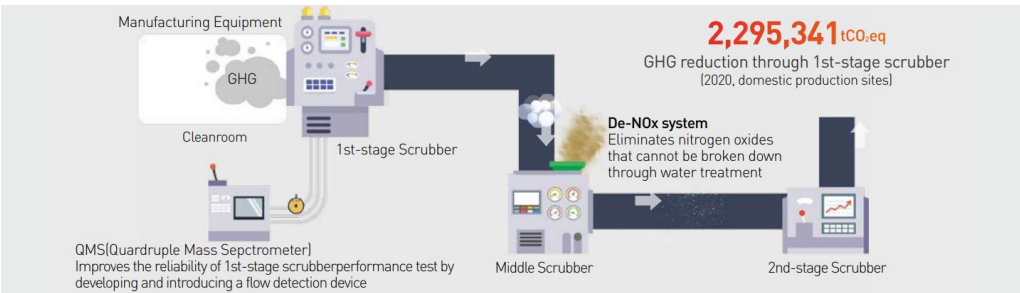 Manufacturing Equipment
GHG
Cleanroom
1st-stage Scrubber
2,295,341 tCO₂eq
GHG reduction through 1st-stage scrubber
(2020, domestic production sites)
De-NOx system
Eliminates nitrogen oxides
that cannot be broken down
through water treatment
QMS(Quardruple Mass Sepctrometer)
Improves the reliability of 1st-stage scrubberperformance test by
developing and introducing a flow detection device
Middle Scrubber
2nd-stage Scrubber